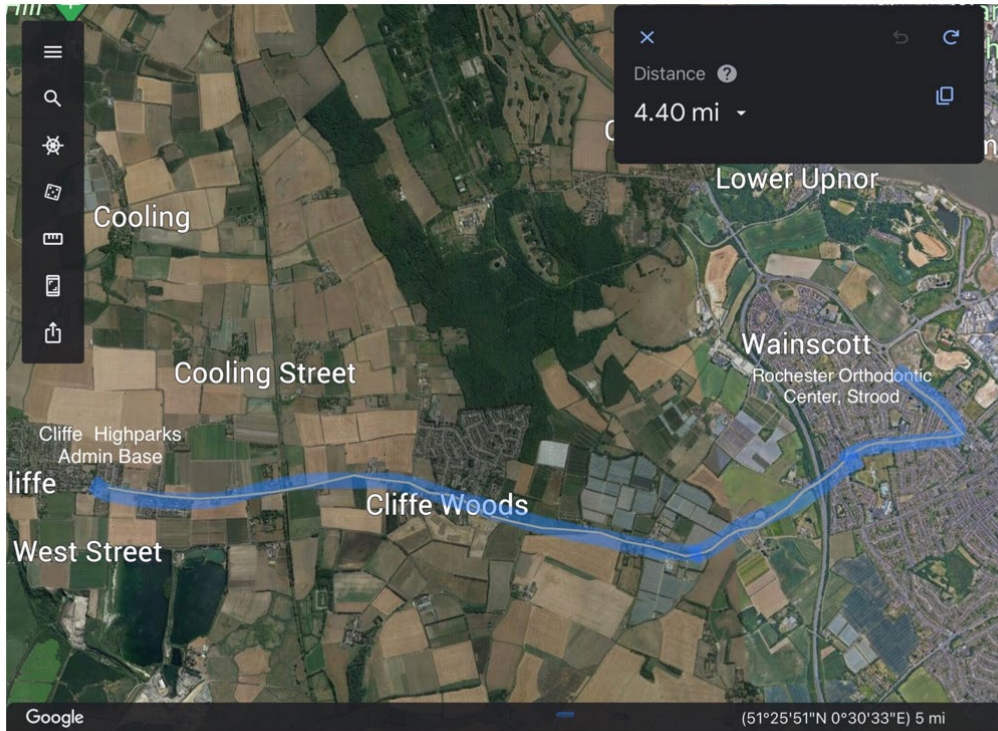 Distance ?
4.40 mi
Lower Upnor
Cooling
Wainscott
Rochester Orthodontic
Center, Strood
Cooling Street
Cliffe Highparks
Admin Base
liffe
Cliffe Woods
West Street
Google
(51°25'51"N 0°30'33"E) 5 mi